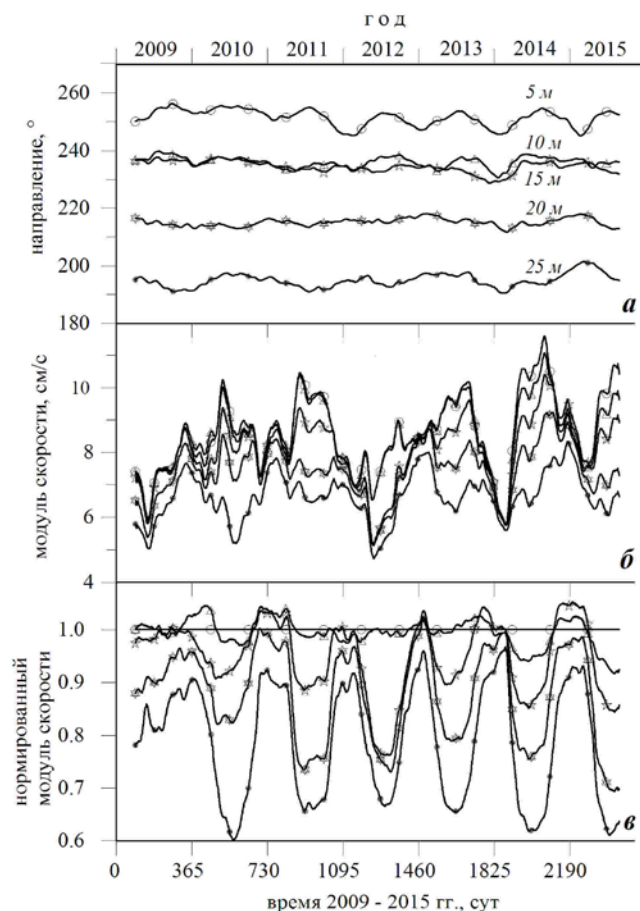 год
2009 2010 2011 2012 2013 2014 2015
260
240
220
200
180
направление, °
5 м
10 м
15 м
20 м
25 м
а
10
8
6
4
модуль скорости, см/с
б
1.0
0.9
0.8
0.7
0.6
нормированный
модуль скорости
в
0 365 730 1095 1460 1825 2190
время 2009 - 2015 гг., сут